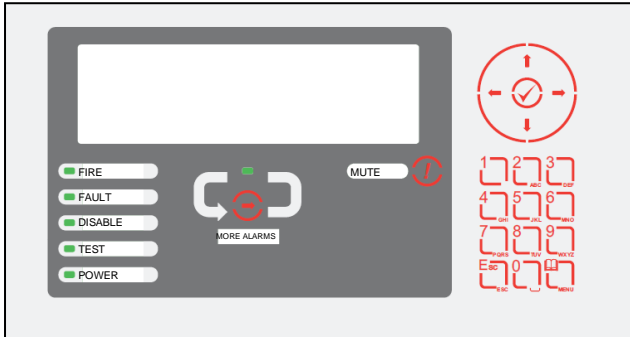 FIRE
MUTE
FAULT
DISABLE
TEST
POWER
MORE ALARMS
1 2 ABC 3 DEF
4 GHI 5 JKL 6 MNO
7 PQRS 8 TUV 9 WXYZ
Esc ESC 0 MENU